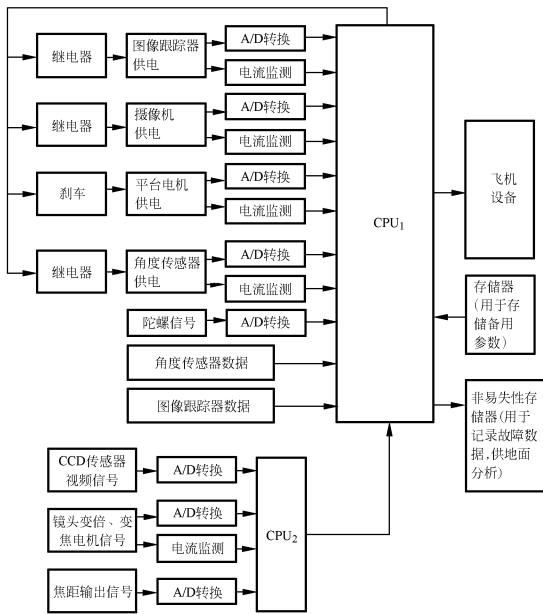 继电器
图像跟踪器
供电
A/D转换
电流监测
继电器
摄像机
供电
A/D转换
电流监测
刹车
平台电机
供电
A/D转换
电流监测
继电器
角度传感器
供电
A/D转换
电流监测
陀螺信号
A/D转换
角度传感器数据
图像跟踪器数据
CPU₁
飞机
设备
存储器
(用于存
储备用
参数)
非易失性存
储器(用于
记录故障数
据,供地面
分析)
CCD传感器
视频信号
A/D转换
镜头变倍、变
焦电机信号
A/D转换
电流监测
焦距输出信号
A/D转换
CPU₂